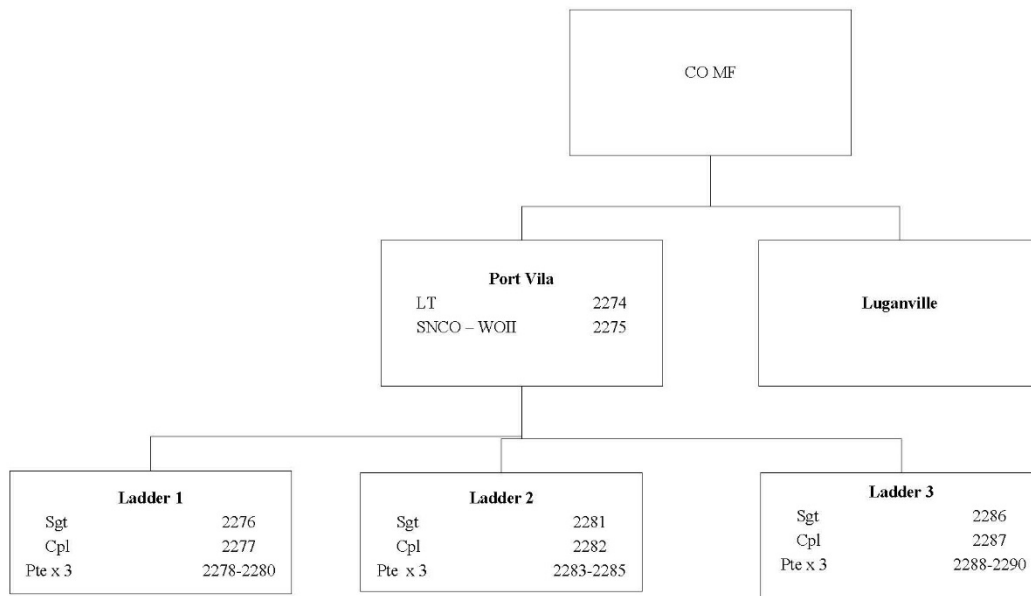 CO MF
Port Vila
LT 2274
SNCO – WOII 2275
Luganville
Ladder 1
Sgt 2276
Cpl 2277
Pte x 3 2278-2280
Ladder 2
Sgt 2281
Cpl 2282
Pte x 3 2283-2285
Ladder 3
Sgt 2286
Cpl 2287
Pte x 3 2288-2290